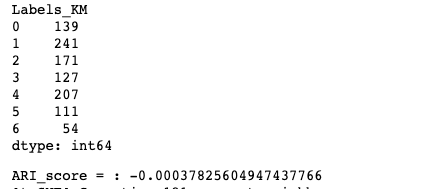 Labels_KM
0 139
1 241
2 171
3 127
4 207
5 111
6 54
dtype: int64
ARI_score = : -0.00037825604947437766